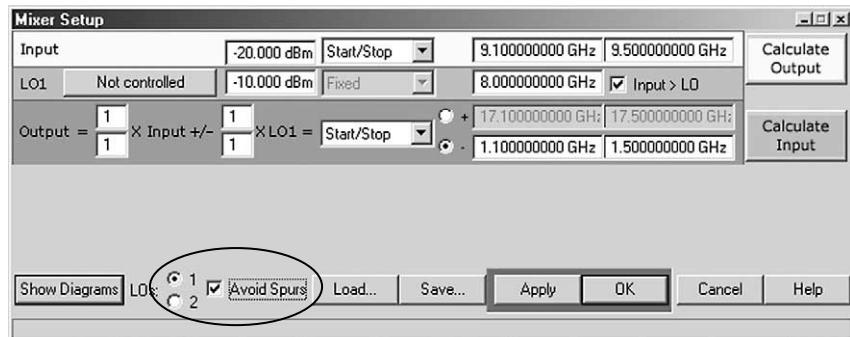 Mixer Setup
Input -20.000 dBm Start/Stop 9.100000000 GHz 9.500000000 GHz Calculate Output
LO1 Not controlled -10.000 dBm Fixed 8.000000000 GHz Input > LO
Output = 1 1 X Input +/- 1 1 X LO1 = Start/Stop + 17.100000000 GHz 17.500000000 GHz Calculate Input
- 1.100000000 GHz 1.500000000 GHz
Show Diagrams LOs: 1 2 Avoid Spurs Load... Save... Apply OK Cancel Help